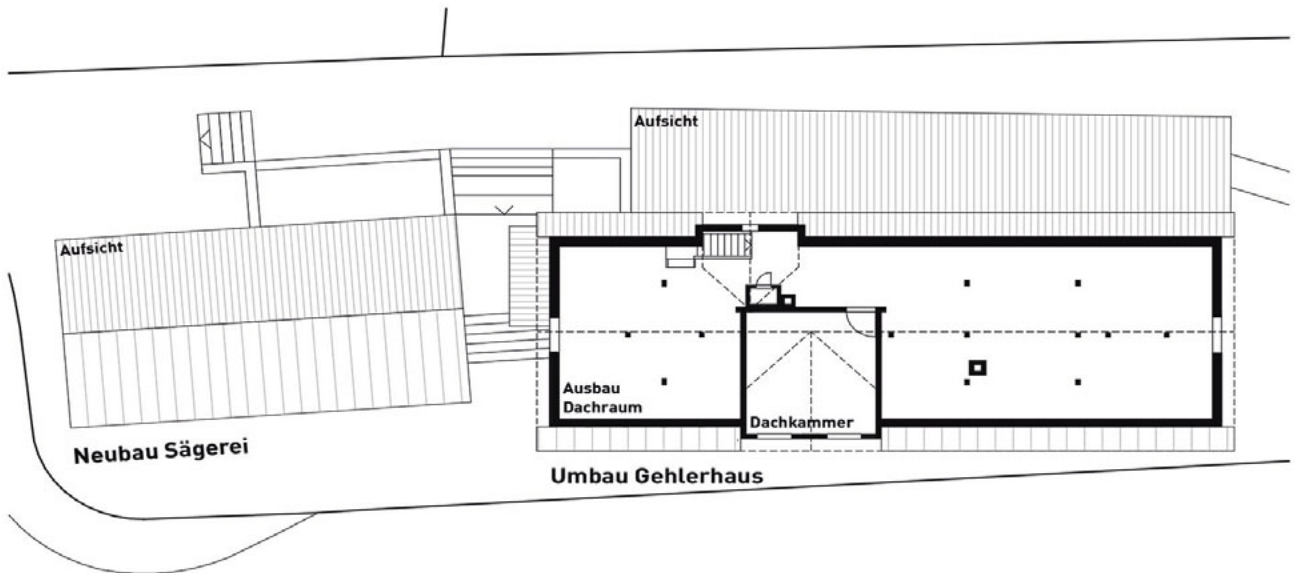 Aufsicht
Aufsicht
Ausbau
Dachraum
Dachkammer
Neubau Sägerei
Umbau Gehlerhaus